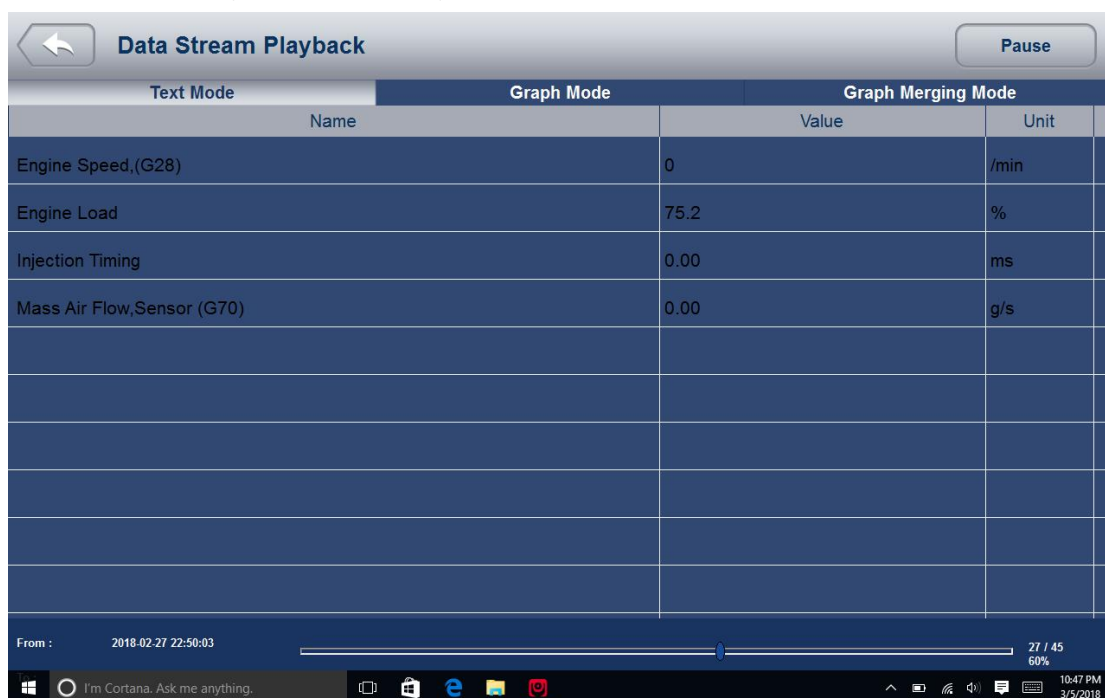 Data Stream Playback
Pause
Text Mode Graph Mode Graph Merging Mode
Name Value Unit
Engine Speed,(G28) 0 /min
Engine Load 75.2 %
Injection Timing 0.00 ms
Mass Air Flow,Sensor (G70) 0.00 g/s
From : 2018-02-27 22:50:03
27 / 45
60%
I'm Cortana. Ask me anything.
10:47 PM
3/5/2018